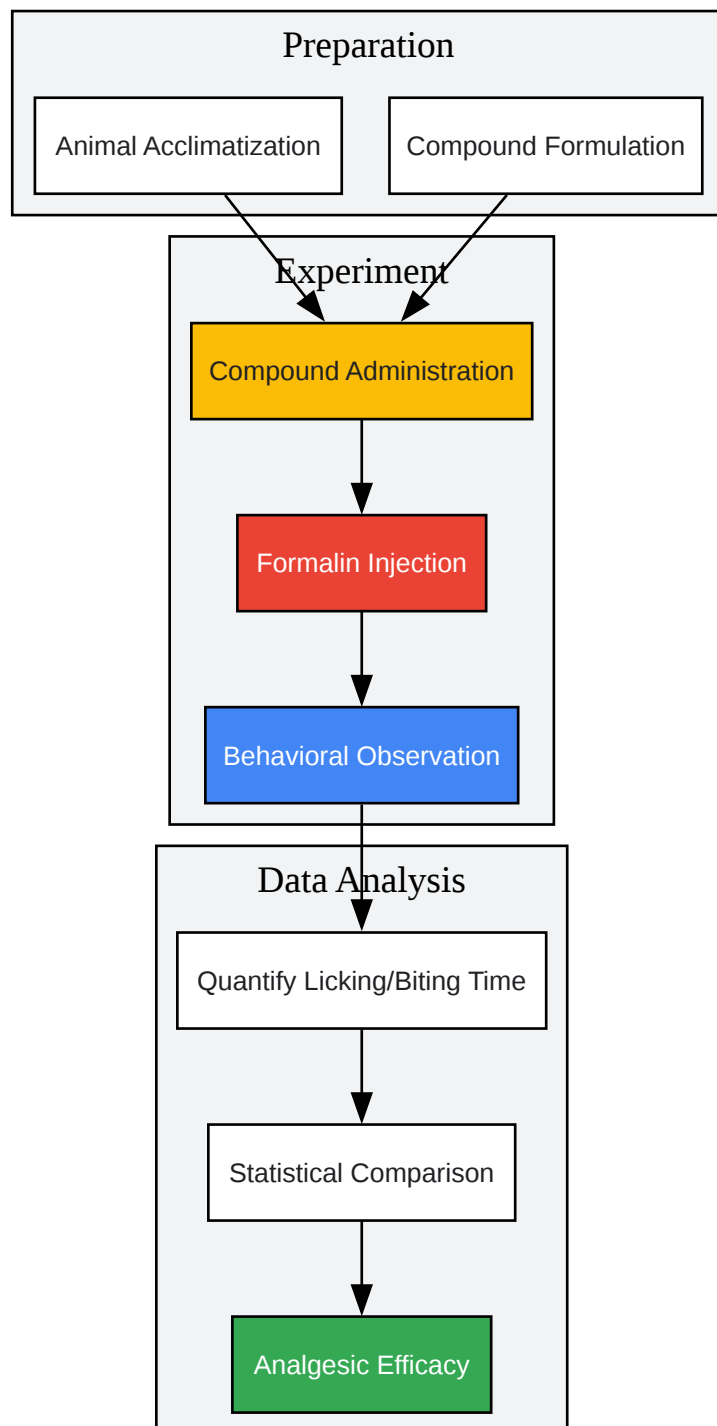 Preparation
Animal Acclimatization
Compound Formulation
Experiment
Compound Administration
Formalin Injection
Behavioral Observation
Data Analysis
Quantify Licking/Biting Time
Statistical Comparison
Analgesic Efficacy